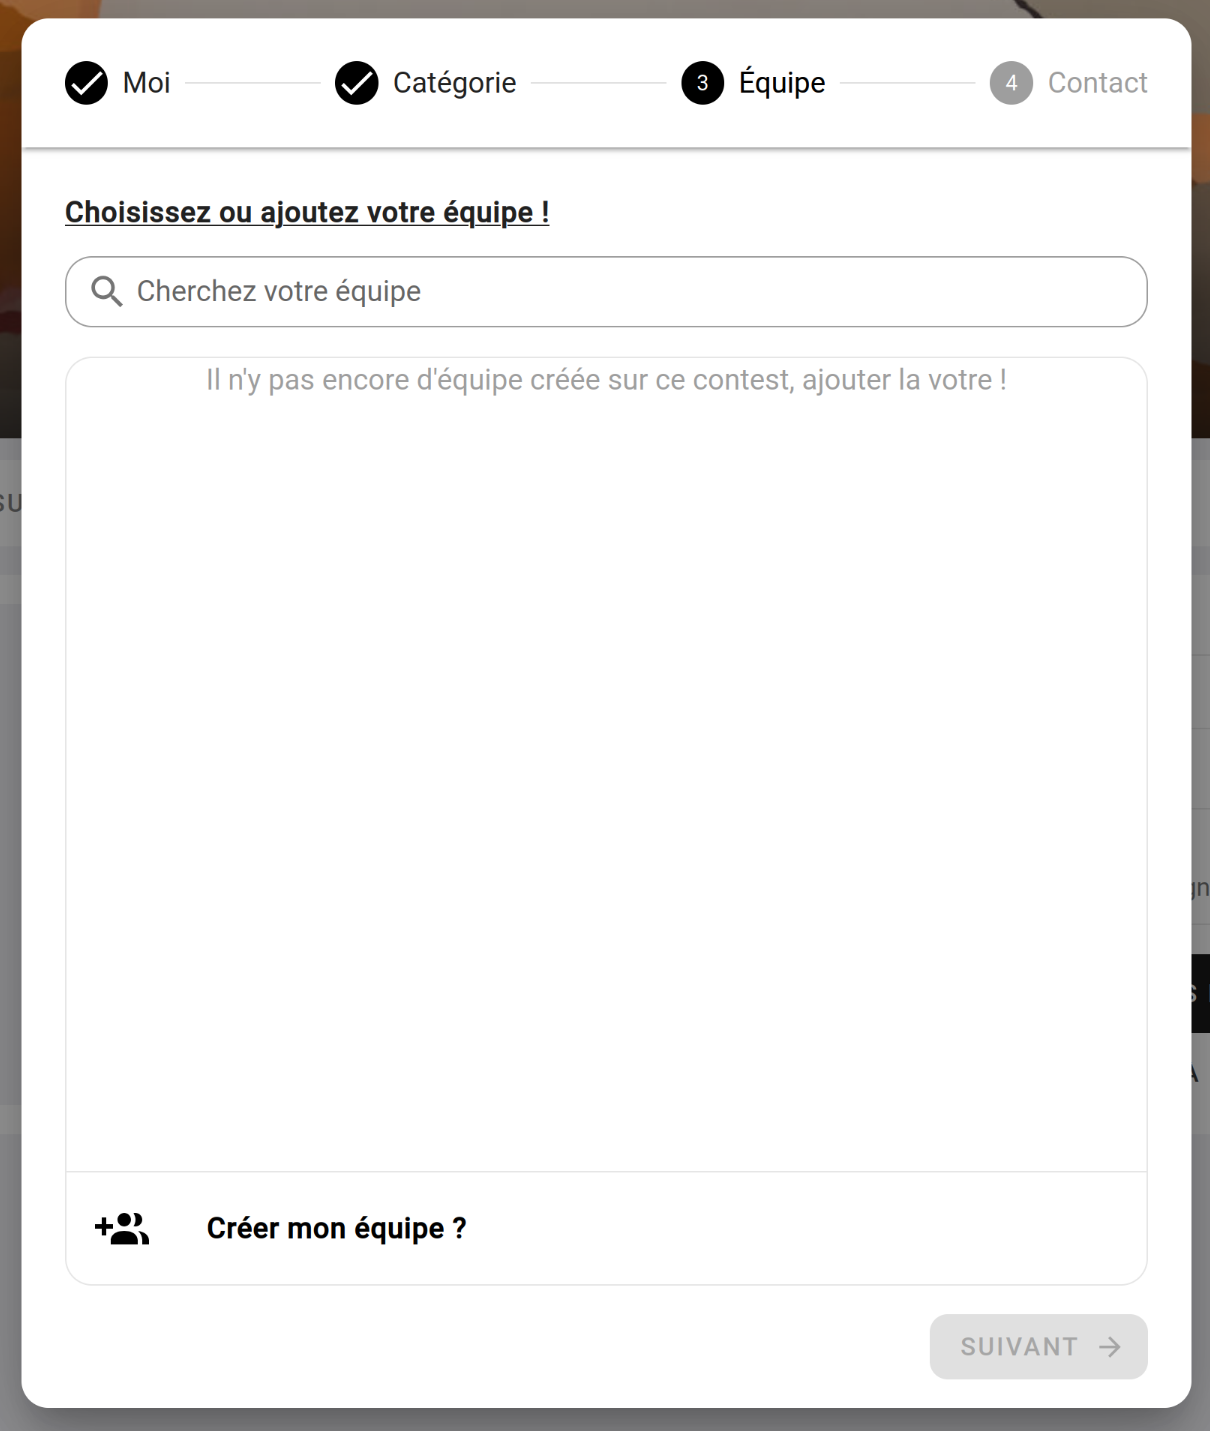 Moi
Catégorie
3 Équipe
4 Contact
Choisissez ou ajoutez votre équipe !
Cherchez votre équipe
Il n'y pas encore d'équipe créée sur ce contest, ajouter la votre !
Créer mon équipe ?
SUIVANT